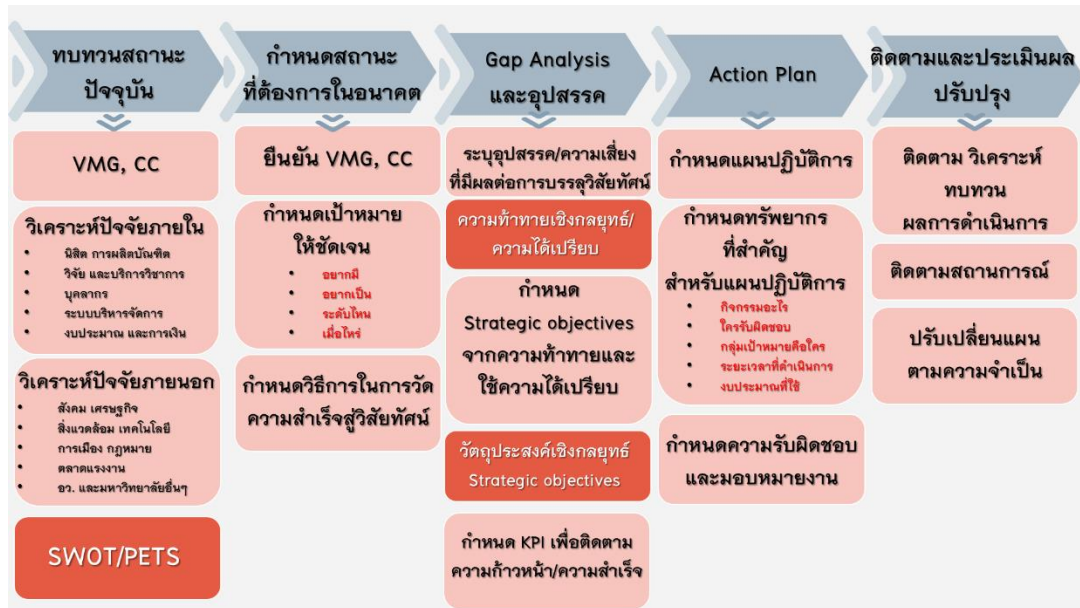 ทบทวนสถานะ
ปัจจุบัน
VMG, CC
วิเคราะห์ปัจจัยภายใน
• นิสิต การผลิตบัณฑิต
• วิจัย และบริการวิชาการ
• บุคลากร
• ระบบบริหารจัดการ
• งบประมาณ และการเงิน
วิเคราะห์ปัจจัยภายนอก
• สังคม เศรษฐกิจ
• สิ่งแวดล้อม เทคโนโลยี
• การเมือง กฎหมาย
• ตลาดแรงงาน
• อว. และมหาวิทยาลัยอื่นๆ
SWOT/PETS
กำหนดสถานะ
ที่ต้องการในอนาคต
ยืนยัน VMG, CC
กำหนดเป้าหมาย
ให้ชัดเจน
• อยากมี
• อยากเป็น
• ระดับไหน
• เมื่อไหร่
กำหนดวิธีการในการวัด
ความสำเร็จสู่วิสัยทัศน์
Gap Analysis
และอุปสรรค
ระบุอุปสรรค/ความเสี่ยง
ที่มีผลต่อการบรรลุวิสัยทัศน์
ความท้าทายเชิงกลยุทธ์/
ความได้เปรียบ
กำหนด
Strategic objectives
จากความท้าทายและ
ใช้ความได้เปรียบ
วัตถุประสงค์เชิงกลยุทธ์
Strategic objectives
กำหนด KPI เพื่อติดตาม
ความก้าวหน้า/ความสำเร็จ
Action Plan
กำหนดแผนปฏิบัติการ
กำหนดทรัพยากร
ที่สำคัญ
สำหรับแผนปฏิบัติการ
• กิจกรรมอะไร
• ใครรับผิดชอบ
• กลุ่มเป้าหมายคือใคร
• ระยะเวลาที่ดำเนินการ
• งบประมาณที่ใช้
กำหนดความรับผิดชอบ
และมอบหมายงาน
ติดตามและประเมินผล
ปรับปรุง
ติดตาม วิเคราะห์
ทบทวน
ผลการดำเนินการ
ติดตามสถานการณ์
ปรับเปลี่ยนแผน
ตามความจำเป็น